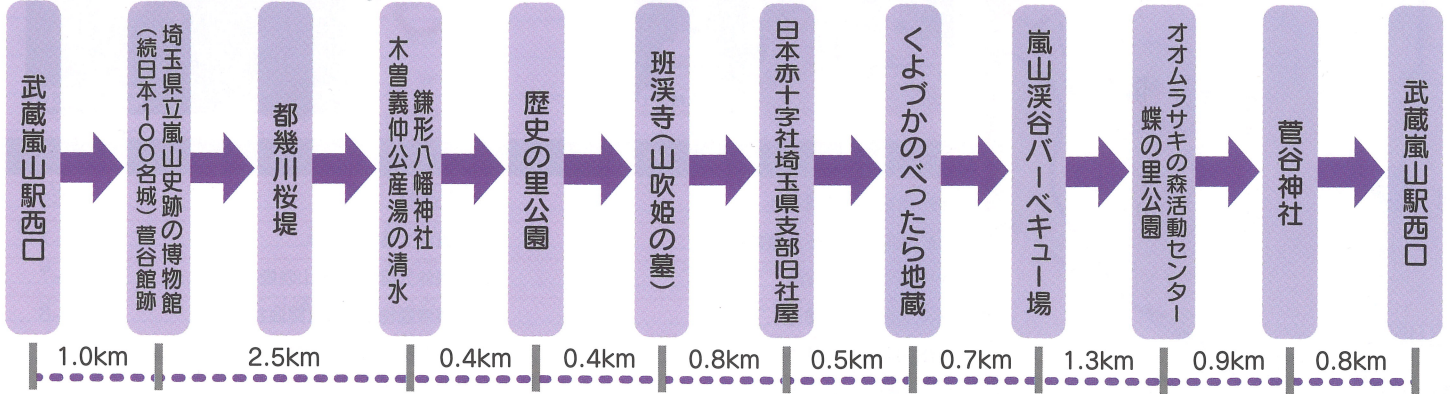 武蔵嵐山駅西口
埼玉県立嵐山史跡の博物館
（続日本１００名城）菅谷館跡
都幾川桜堤
鎌形八幡神社
木曽義仲公産湯の清水
歴史の里公園
班渓寺（山吹姫の墓）
日本赤十字社埼玉県支部旧社屋
くよづかのべったら地蔵
嵐山渓谷バーベキュー場
オオムラサキの森活動センター
蝶の里公園
菅谷神社
武蔵嵐山駅西口
1.0km
2.5km
0.4km
0.4km
0.8km
0.5km
0.7km
1.3km
0.9km
0.8km